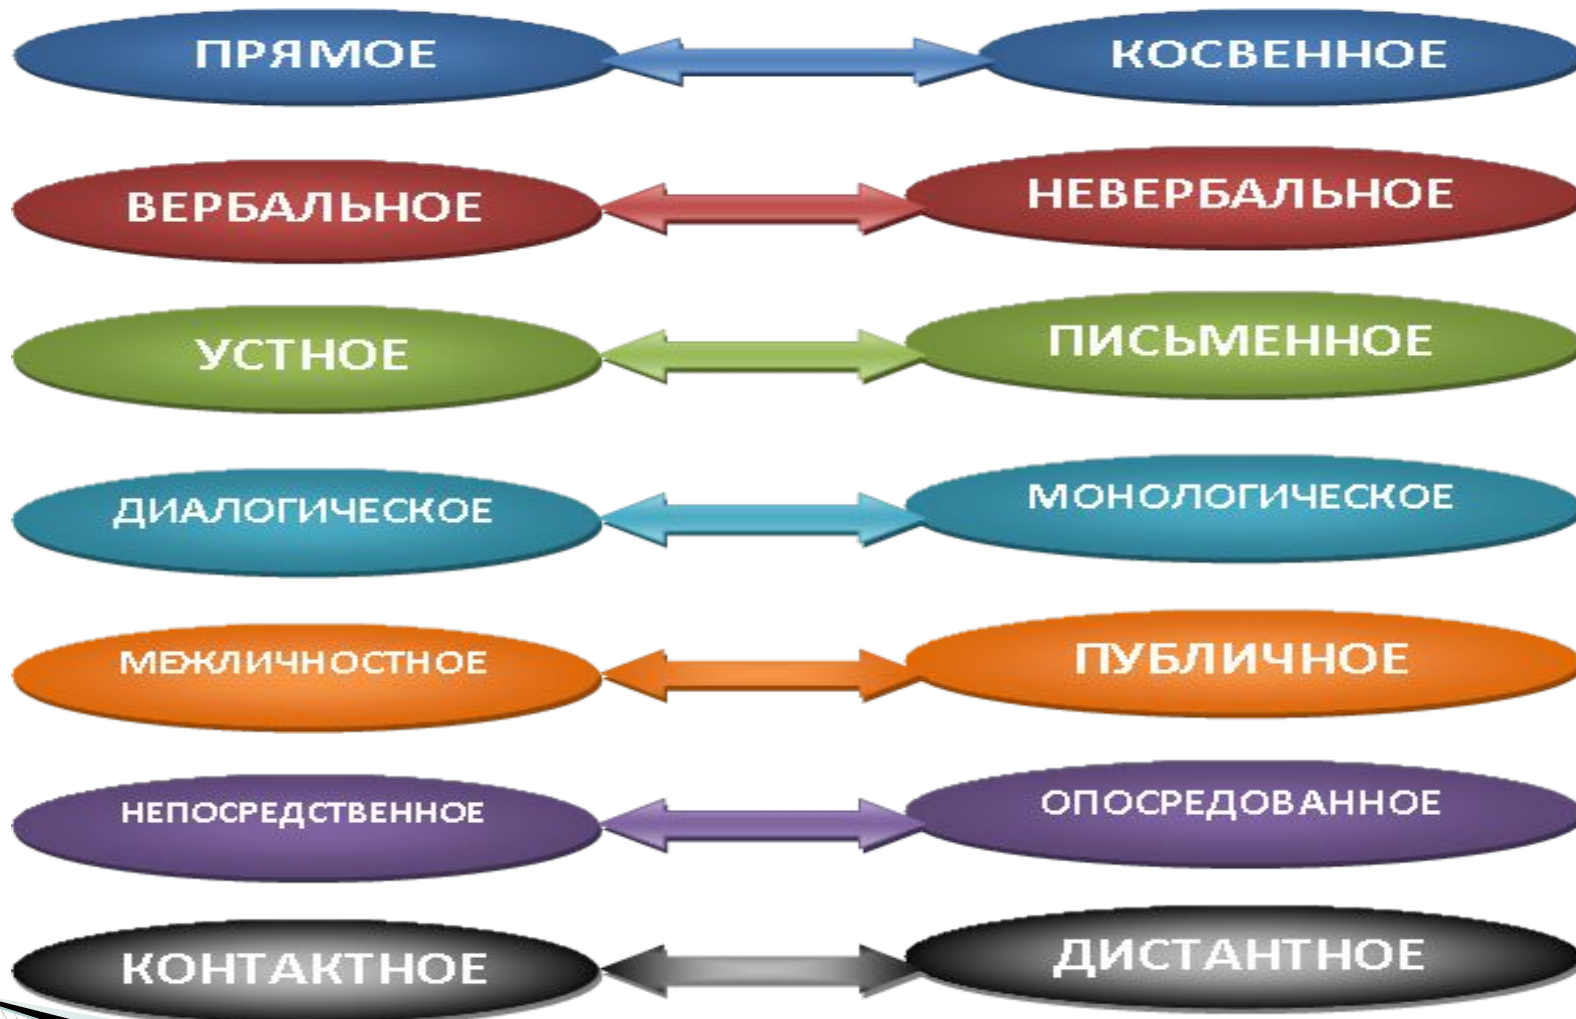 ПРЯМОЕ
КОСВЕННОЕ
ВЕРБАЛЬНОЕ
НЕВЕРБАЛЬНОЕ
УСТНОЕ
ПИСЬМЕННОЕ
ДИАЛОГИЧЕСКОЕ
МОНОЛОГИЧЕСКОЕ
МЕЖЛИЧНОСТНОЕ
ПУБЛИЧНОЕ
НЕПОСРЕДСТВЕННОЕ
ОПОСРЕДОВАННОЕ
КОНТАКТНОЕ
ДИСТАНТНОЕ